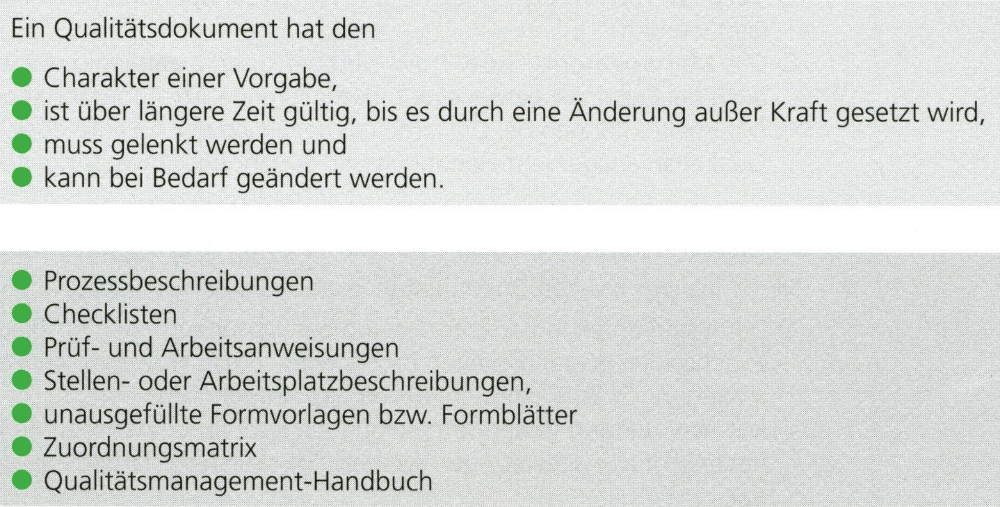 Ein Qualitätsdokument hat den
● Charakter einer Vorgabe,
● ist über längere Zeit gültig, bis es durch eine Änderung außer Kraft gesetzt wird,
● muss gelenkt werden und
● kann bei Bedarf geändert werden.
● Prozessbeschreibungen
● Checklisten
● Prüf- und Arbeitsanweisungen
● Stellen- oder Arbeitsplatzbeschreibungen,
● unausgefüllte Formvorlagen bzw. Formblätter
● Zuordnungsmatrix
● Qualitätsmanagement-Handbuch